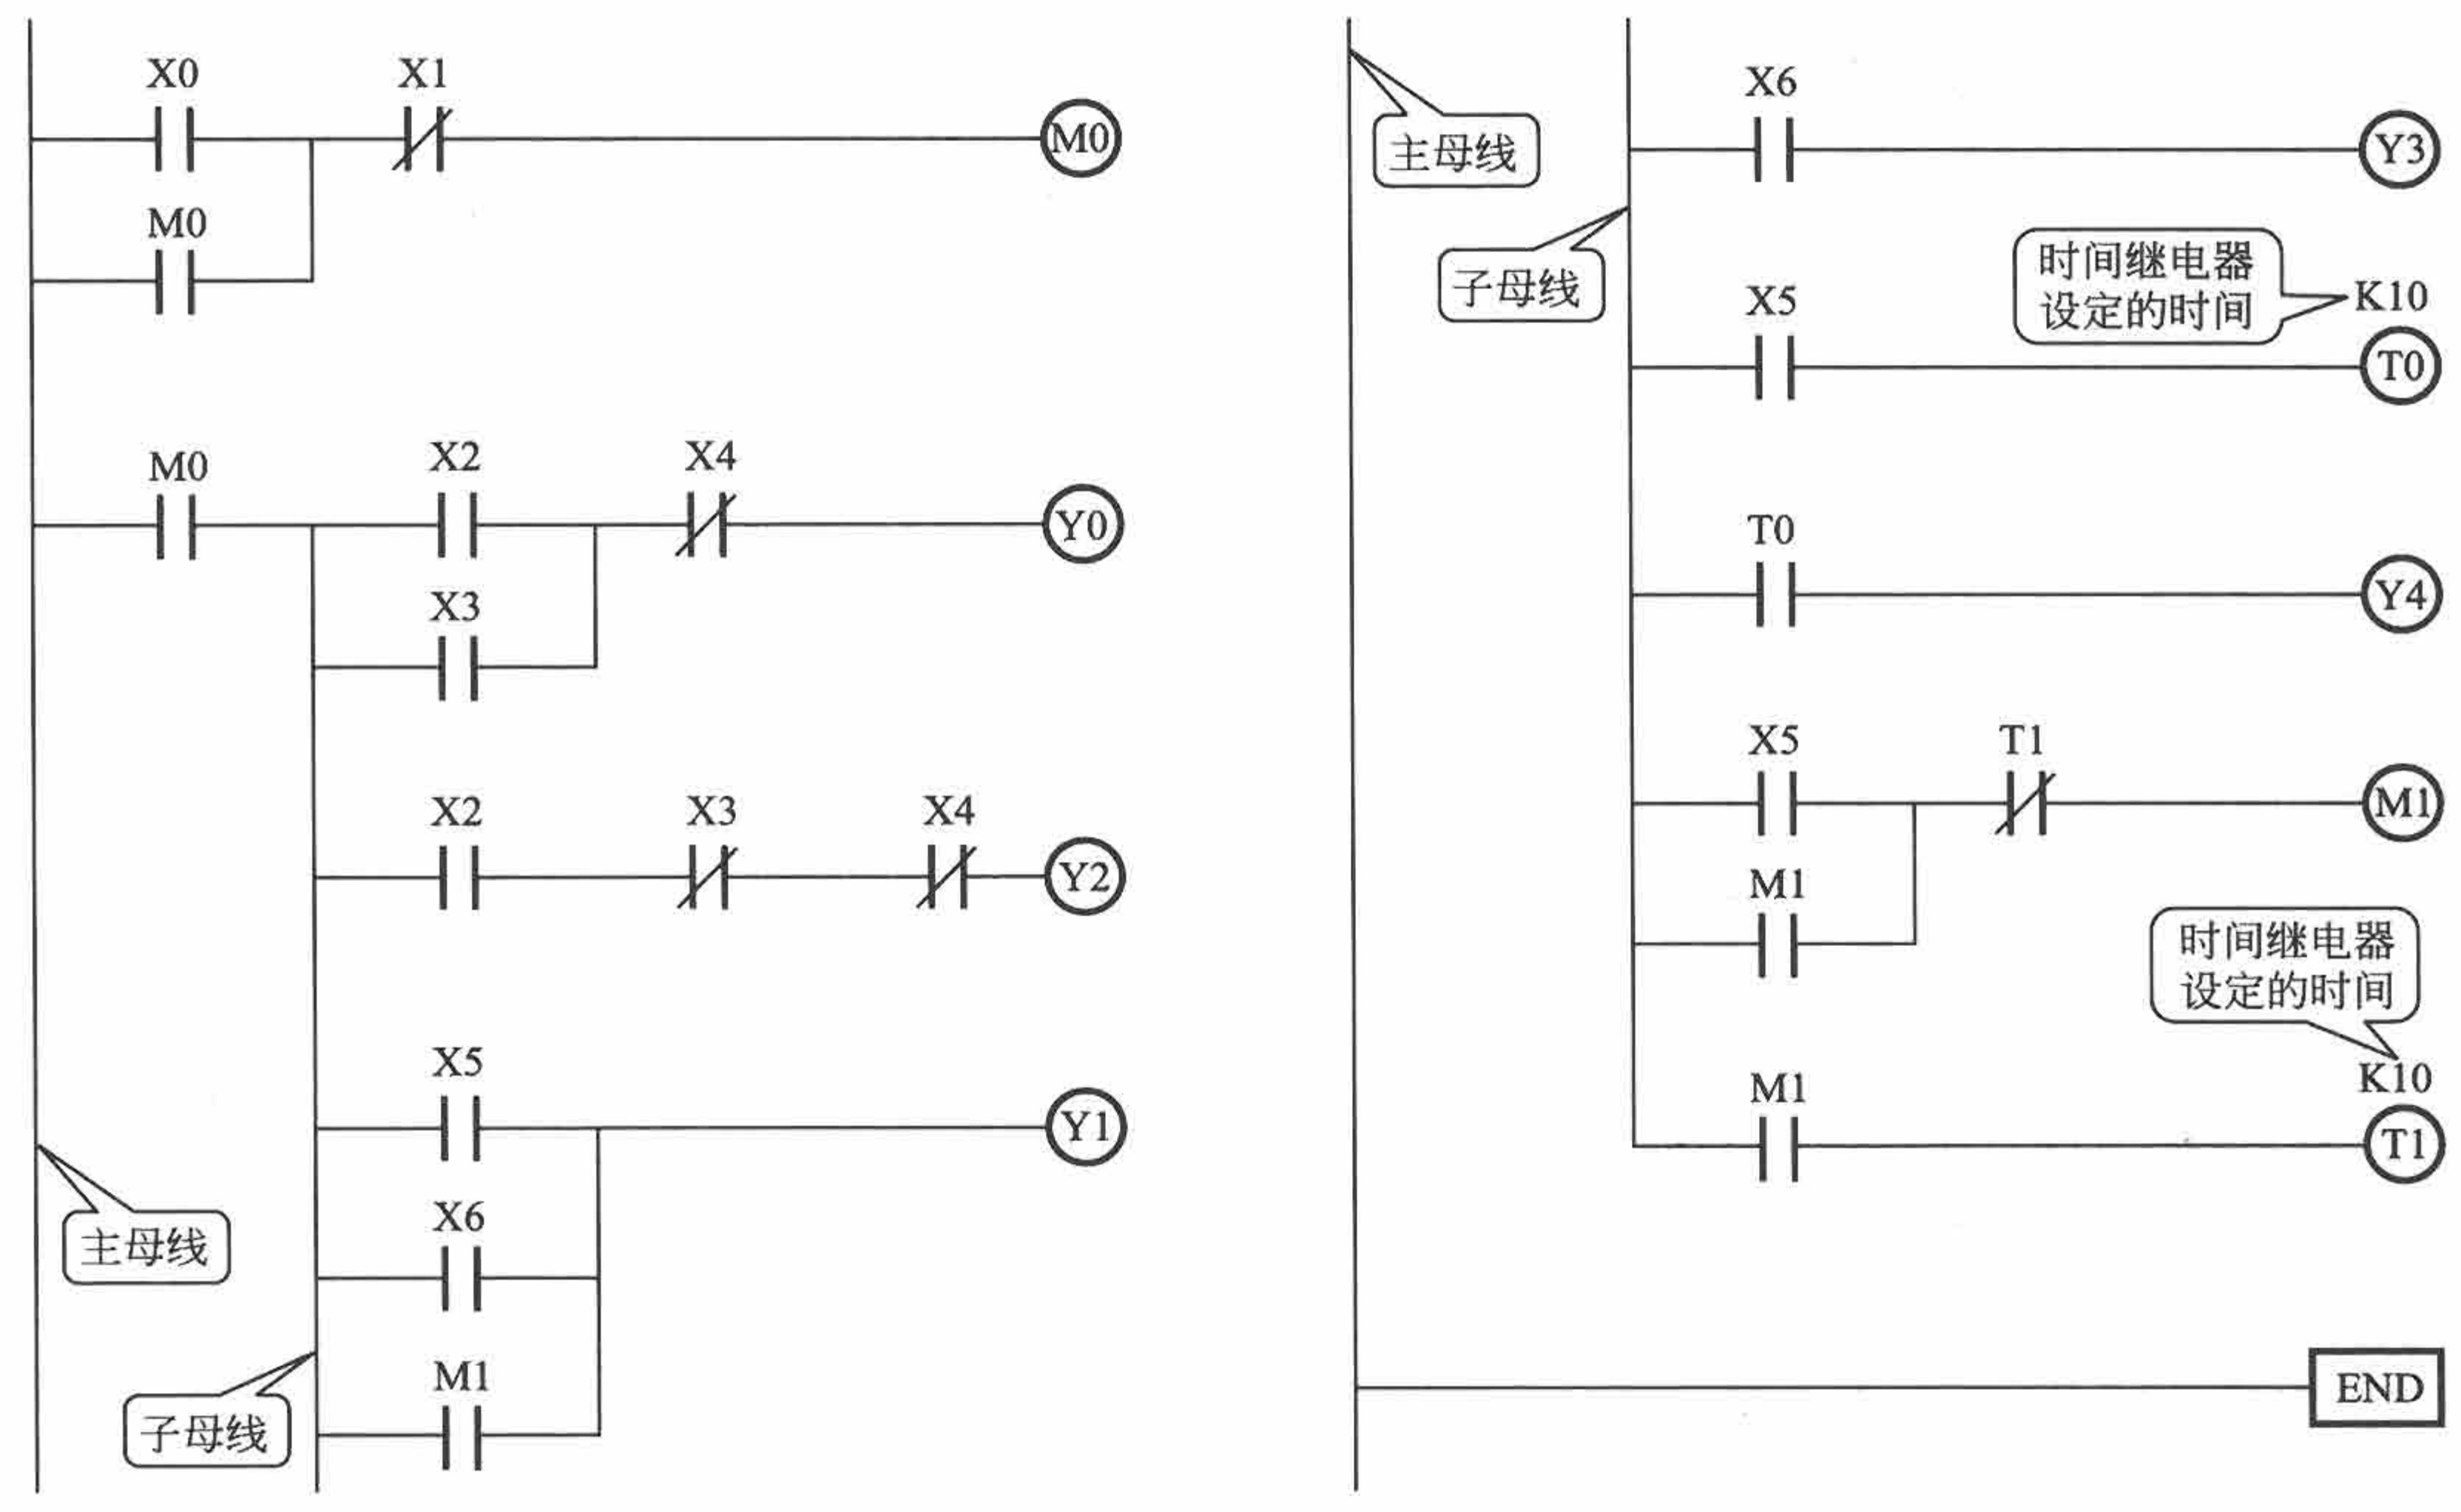 X0 X1
M0
M0
M0 X2 X4
Y0
X3
X2 X3 X4
Y2
X5
Y1
X6
主母线
M1
子母线
X6
主母线
Y3
时间继电器
设定的时间
子母线
X5
K10
T0
T0
Y4
X5 T1
M1
M1
时间继电器
设定的时间
M1
K10
T1
END